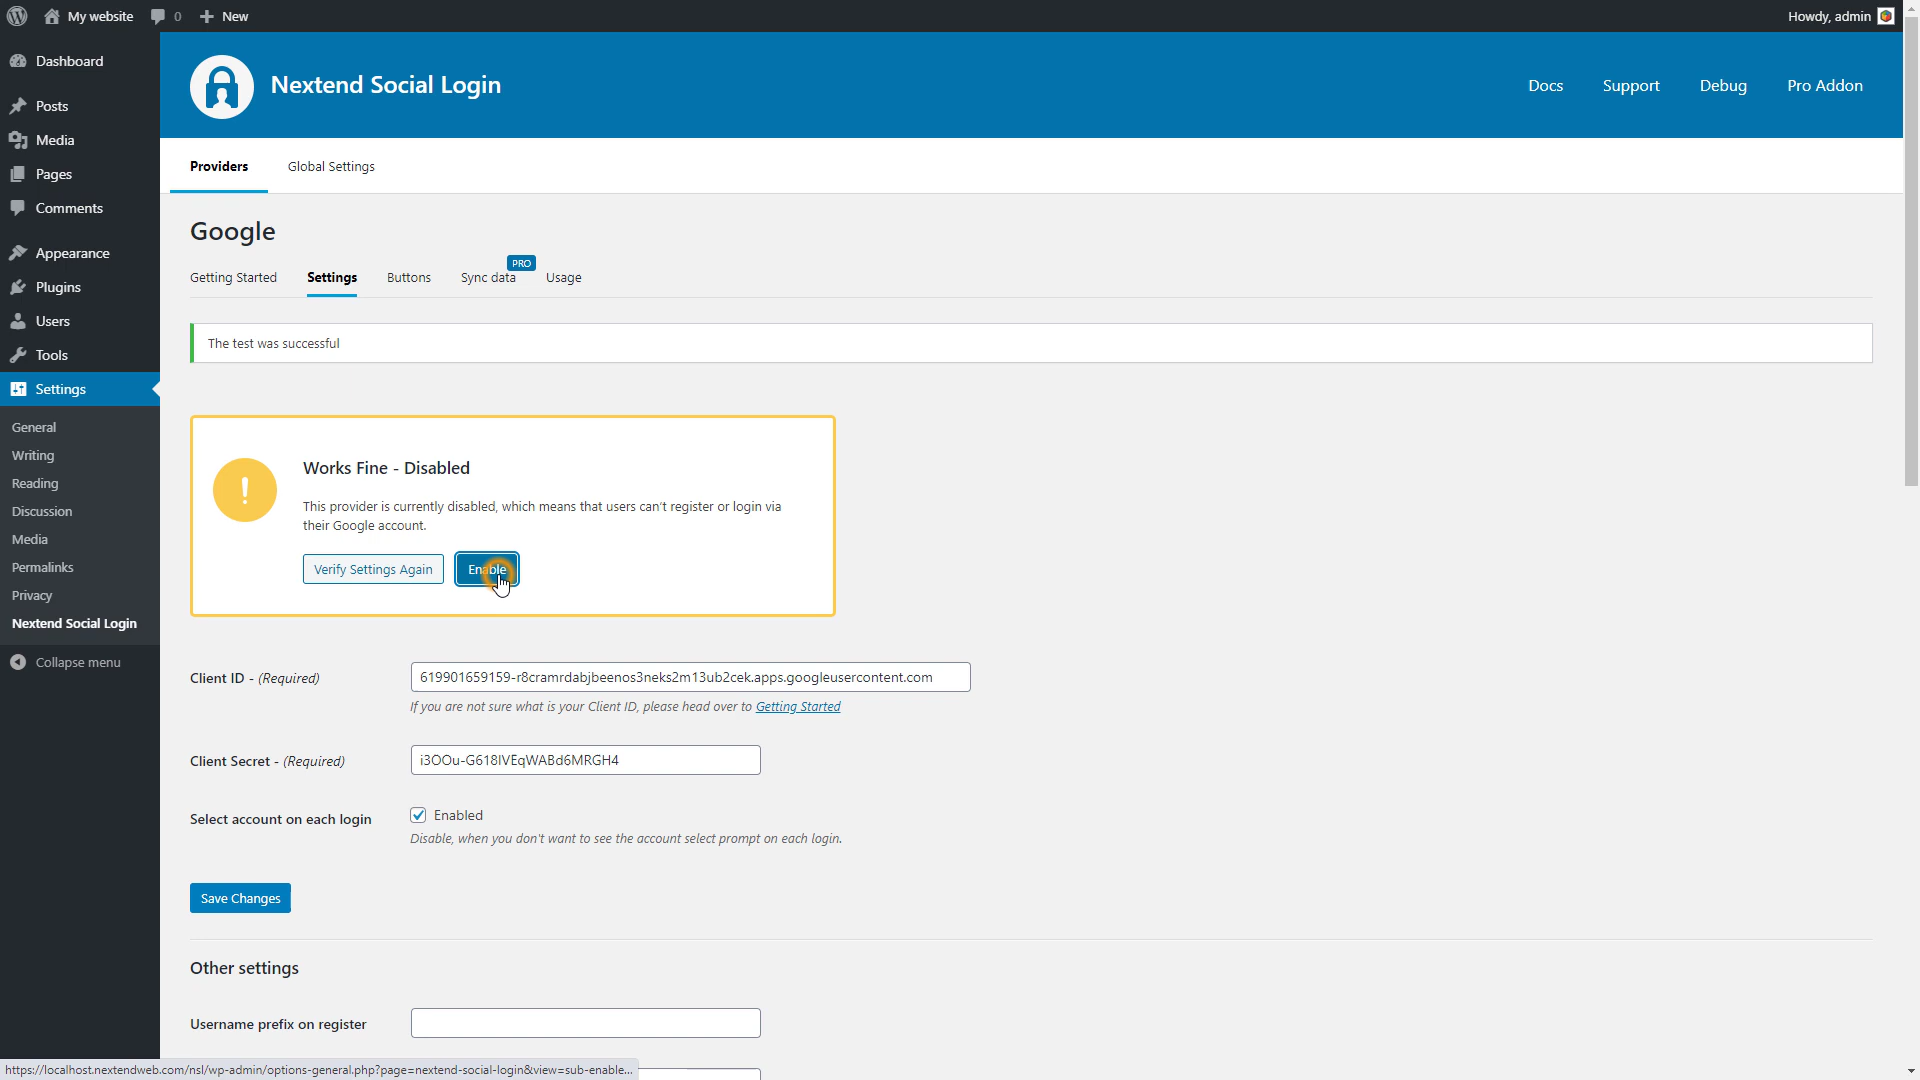 My website
0
New
Howdy, admin
Dashboard
Posts
Media
Pages
Comments
Appearance
Plugins
Users
Tools
Settings
General
Writing
Reading
Discussion
Media
Permalinks
Privacy
Nextend Social Login
Collapse menu
Nextend Social Login
Docs
Support
Debug
Pro Addon
Providers
Global Settings
Google
Getting Started
Settings
Buttons
Sync data
PRO
Usage
The test was successful
Works Fine - Disabled
This provider is currently disabled, which means that users can't register or login via
their Google account.
Verify Settings Again
Enable
Client ID - (Required)
619901659159-r8cramrdabjbeenos3neks2m13ub2cek.apps.googleusercontent.com
If you are not sure what is your Client ID, please head over to Getting Started
Client Secret - (Required)
i3OOu-G618IVEqWABd6MRGH4
Select account on each login
Enabled
Disable, when you don't want to see the account select prompt on each login.
Save Changes
Other settings
Username prefix on register
https://localhost.nextendweb.com/nsl/wp-admin/options-general.php?page=nextend-social-login&view=sub-enable...